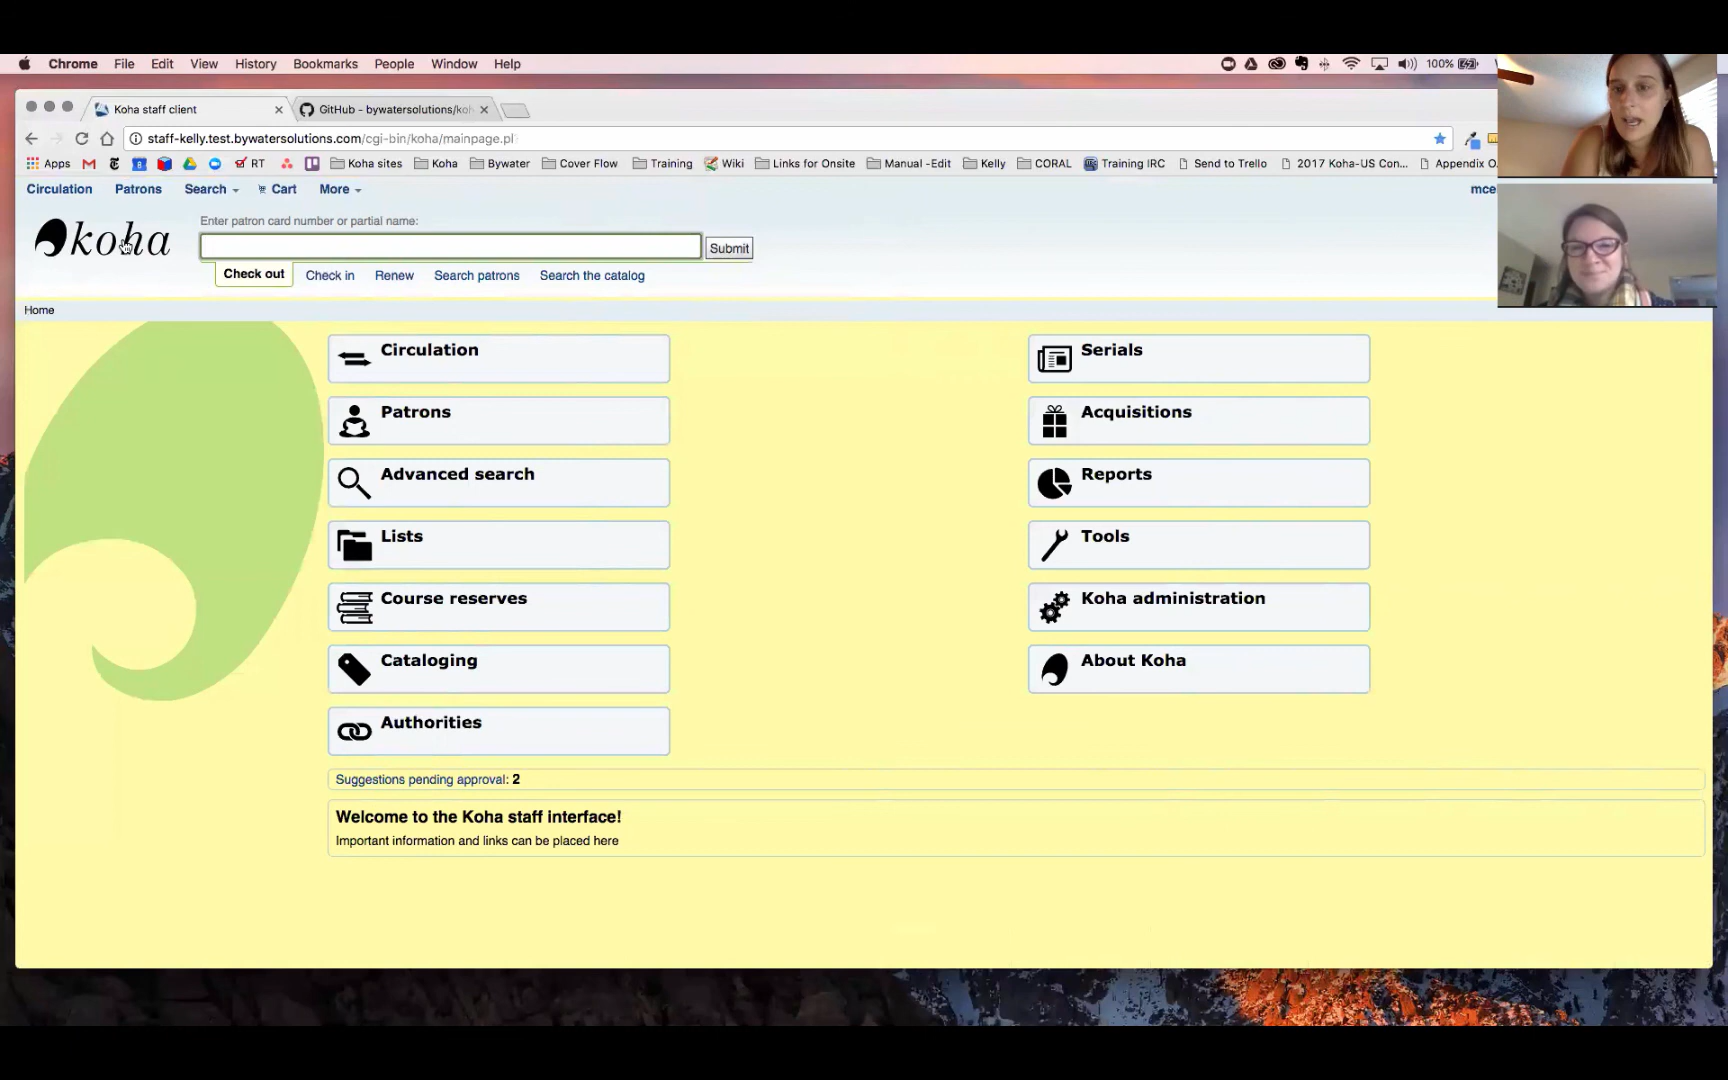 Chrome File Edit View History Bookmarks People Window Help 100%
Koha staff client GitHub - bywatersolutions/koh
staff-kelly.test.bywatersolutions.com/cgi-bin/koha/mainpage.pl
Apps RT Koha sites Koha Bywater Cover Flow Training Wiki Links for Onsite Manual -Edit Kelly CORAL Training IRC Send to Trello 2017 Koha-US Con... Appendix O
Circulation Patrons Search Cart More mce
Enter patron card number or partial name:
koha
Submit
Check out Check in Renew Search patrons Search the catalog
Home
Circulation
Serials
Patrons
Acquisitions
Advanced search
Reports
Lists
Tools
Course reserves
Koha administration
Cataloging
About Koha
Authorities
Suggestions pending approval: 2
Welcome to the Koha staff interface!
Important information and links can be placed here